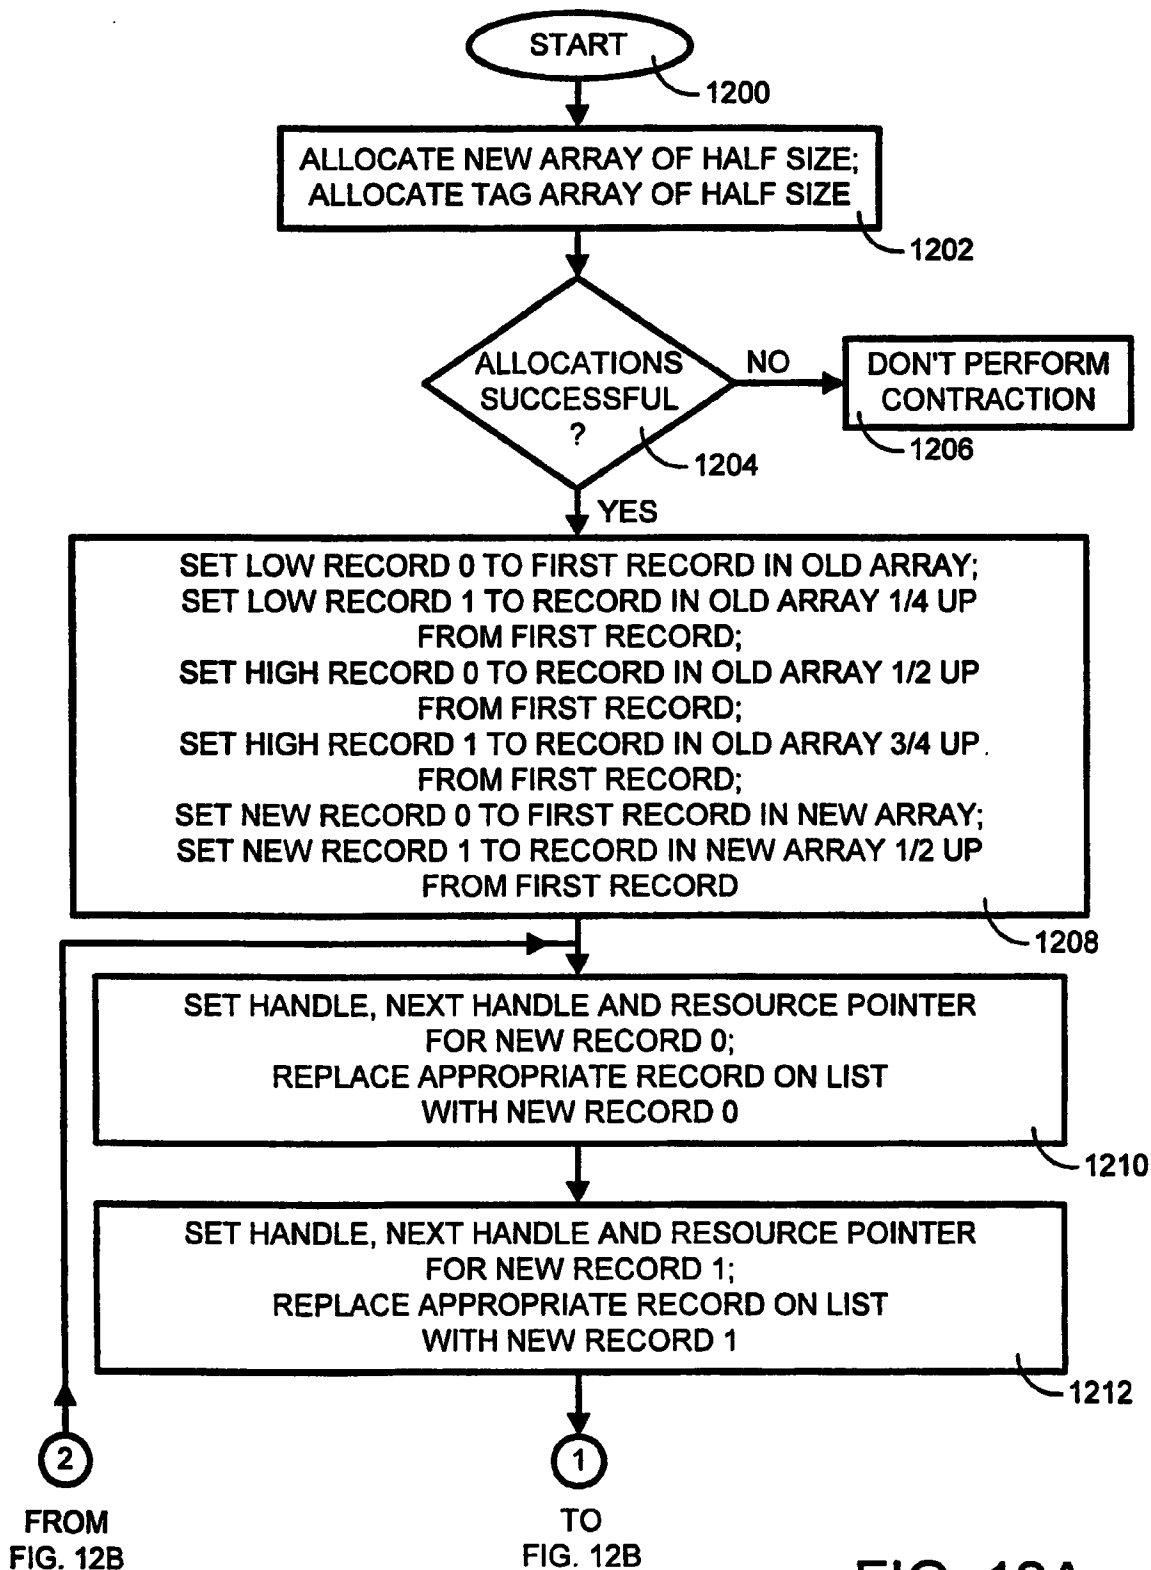 START
1200
ALLOCATE NEW ARRAY OF HALF SIZE;
ALLOCATE TAG ARRAY OF HALF SIZE
1202
ALLOCATIONS
SUCCESSFUL
?
1204
NO
DON'T PERFORM
CONTRACTION
1206
YES
SET LOW RECORD 0 TO FIRST RECORD IN OLD ARRAY;
SET LOW RECORD 1 TO RECORD IN OLD ARRAY 1/4 UP
FROM FIRST RECORD;
SET HIGH RECORD 0 TO RECORD IN OLD ARRAY 1/2 UP
FROM FIRST RECORD;
SET HIGH RECORD 1 TO RECORD IN OLD ARRAY 3/4 UP
FROM FIRST RECORD;
SET NEW RECORD 0 TO FIRST RECORD IN NEW ARRAY;
SET NEW RECORD 1 TO RECORD IN NEW ARRAY 1/2 UP
FROM FIRST RECORD
1208
SET HANDLE, NEXT HANDLE AND RESOURCE POINTER
FOR NEW RECORD 0;
REPLACE APPROPRIATE RECORD ON LIST
WITH NEW RECORD 0
1210
SET HANDLE, NEXT HANDLE AND RESOURCE POINTER
FOR NEW RECORD 1;
REPLACE APPROPRIATE RECORD ON LIST
WITH NEW RECORD 1
1212
2
FROM
FIG. 12B
1
TO
FIG. 12B